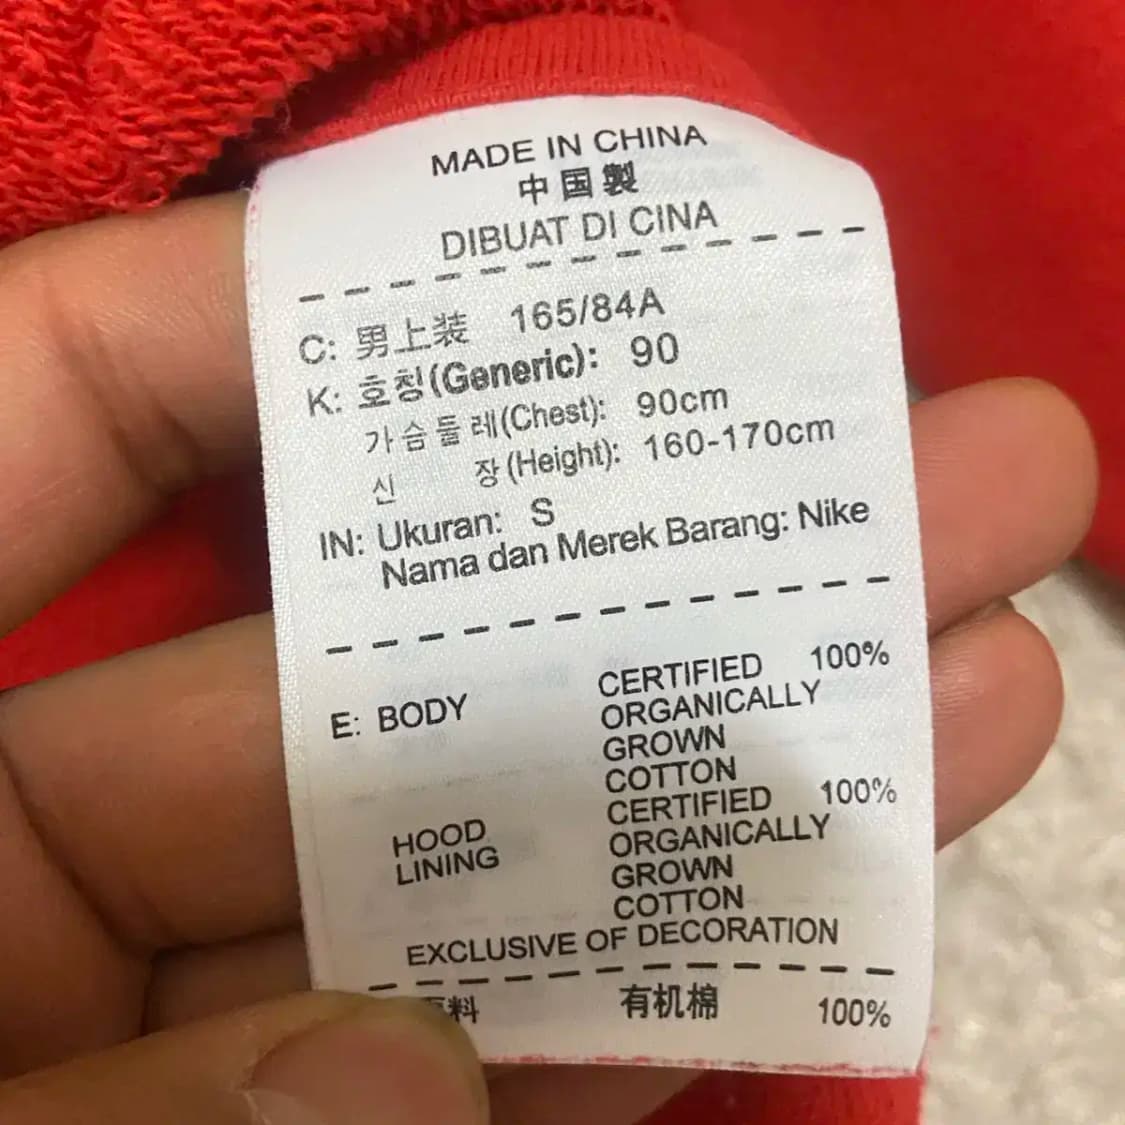 MADE IN CHINA
中国製
DIBUAT DI CINA
C: 男上装 165/84A
K: 호칭(Generic): 90
가슴둘레(Chest): 90cm
신 장(Height): 160-170cm
IN: Ukuran: S
Nama dan Merek Barang: Nike
E: BODY CERTIFIED 100%
ORGANICALLY
GROWN
COTTON
HOOD LINING CERTIFIED 100%
ORGANICALLY
GROWN
COTTON
EXCLUSIVE OF DECORATION
料 有机棉 100%